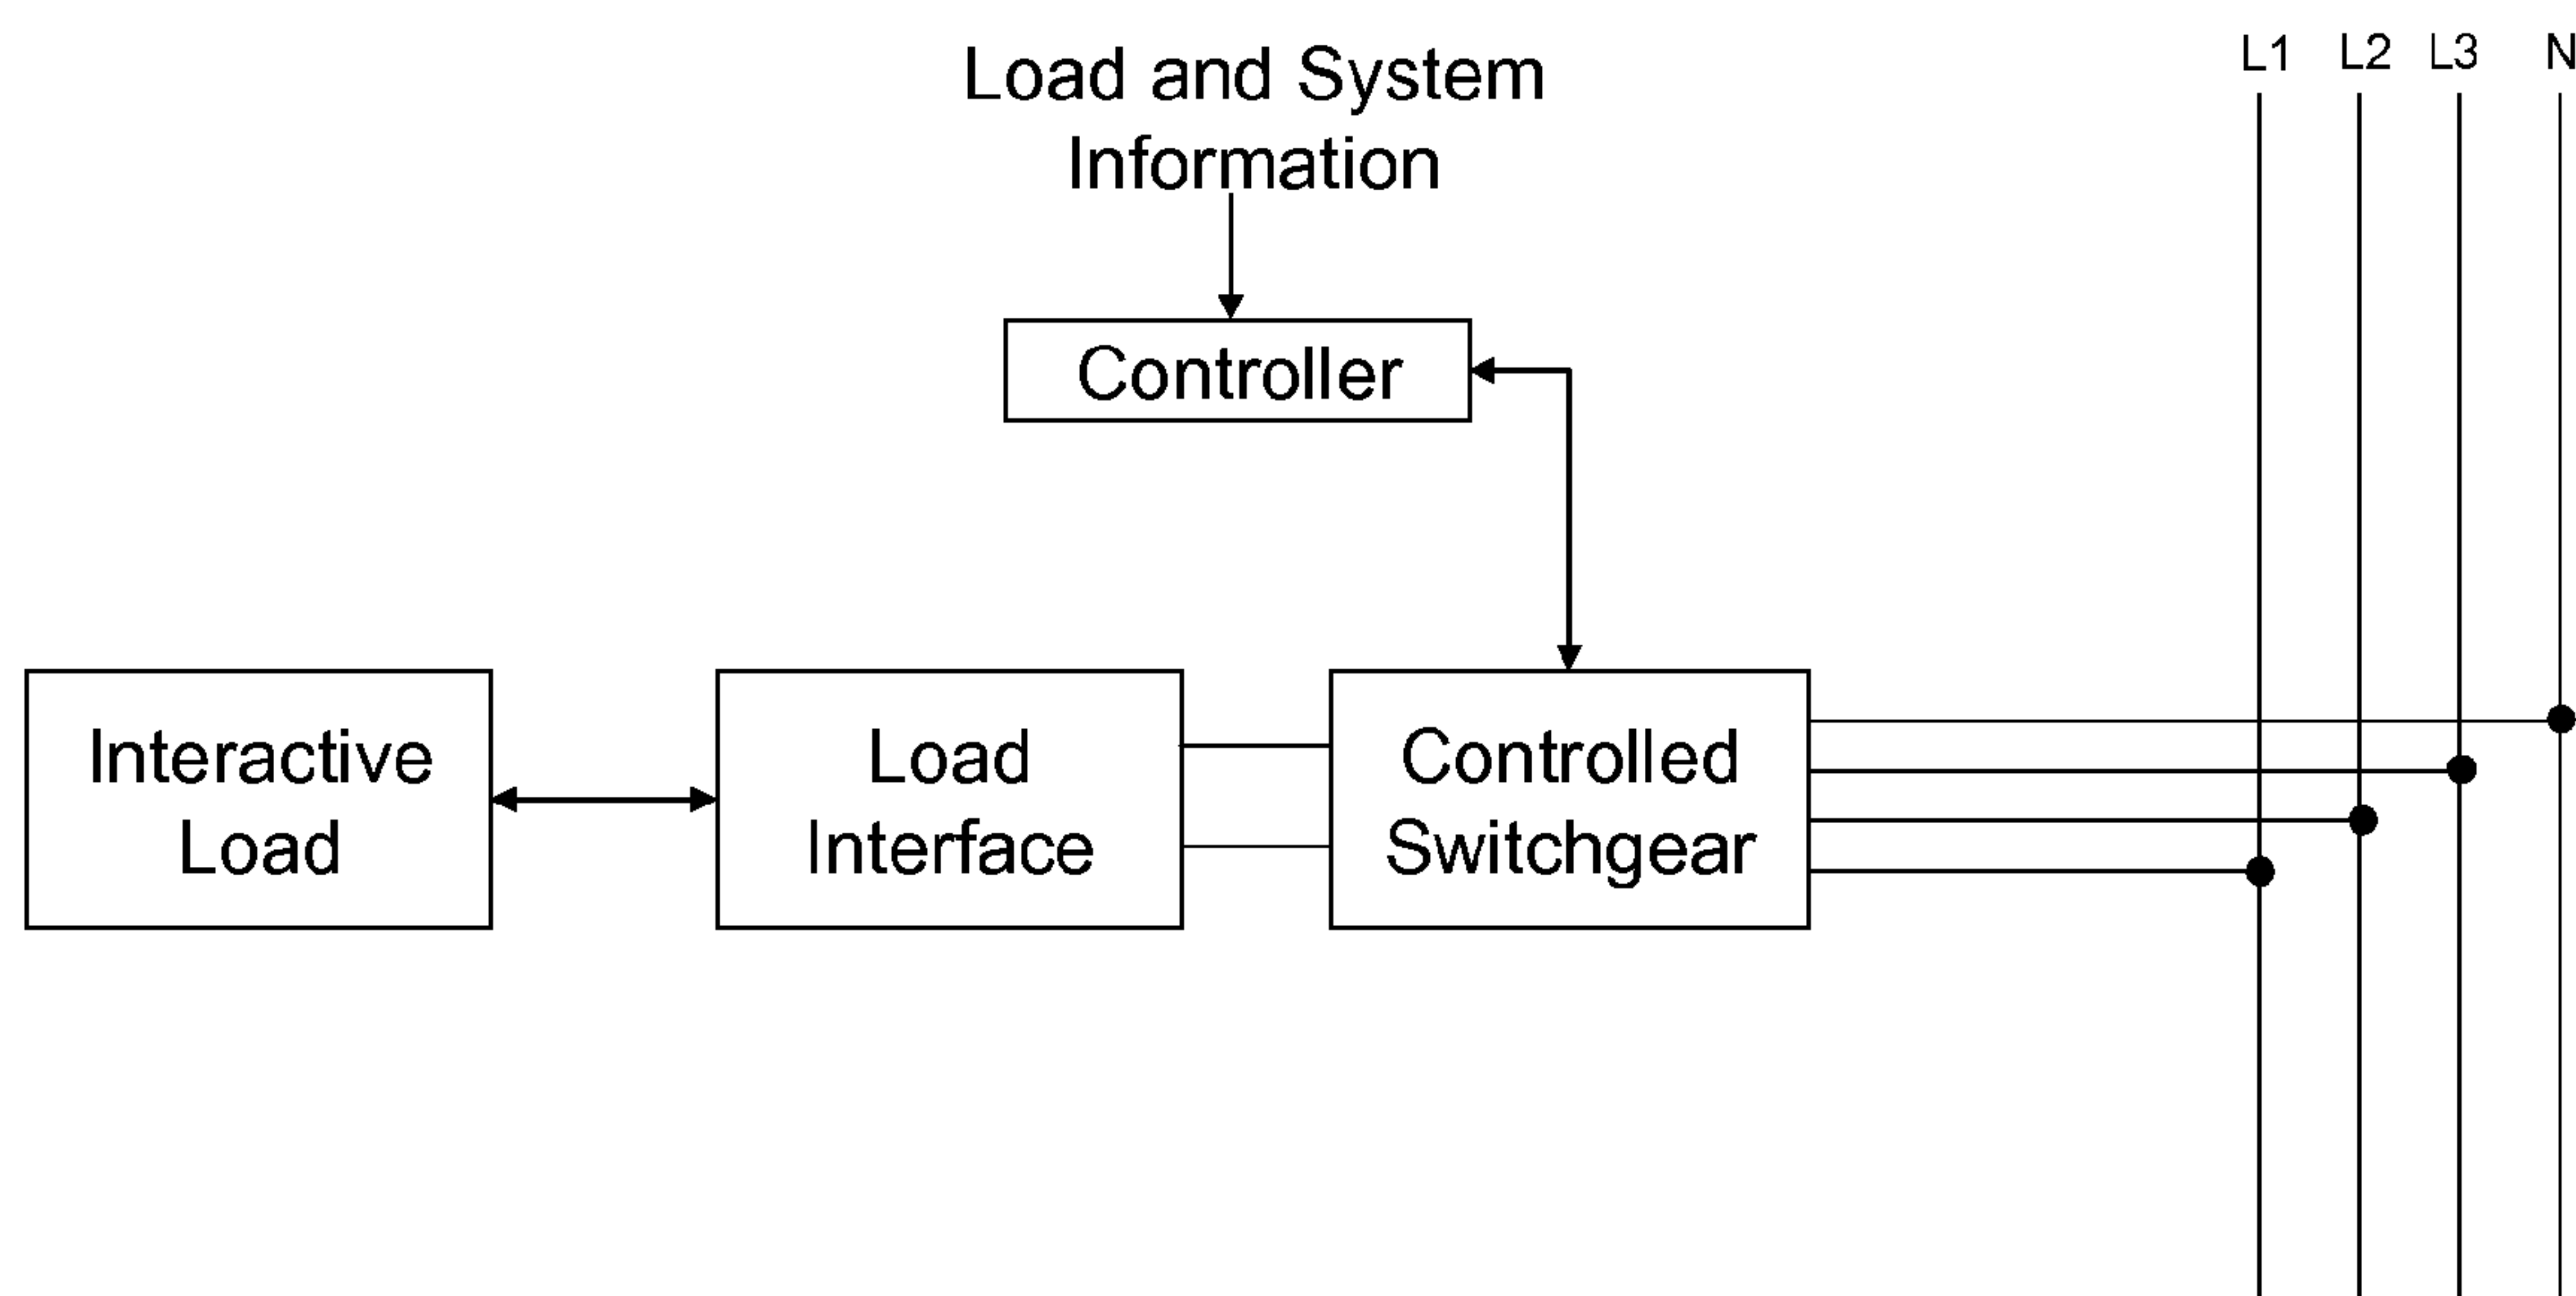 Load and System
Information
L1 L2 L3 N
Controller
Interactive
Load
Load
Interface
Controlled
Switchgear